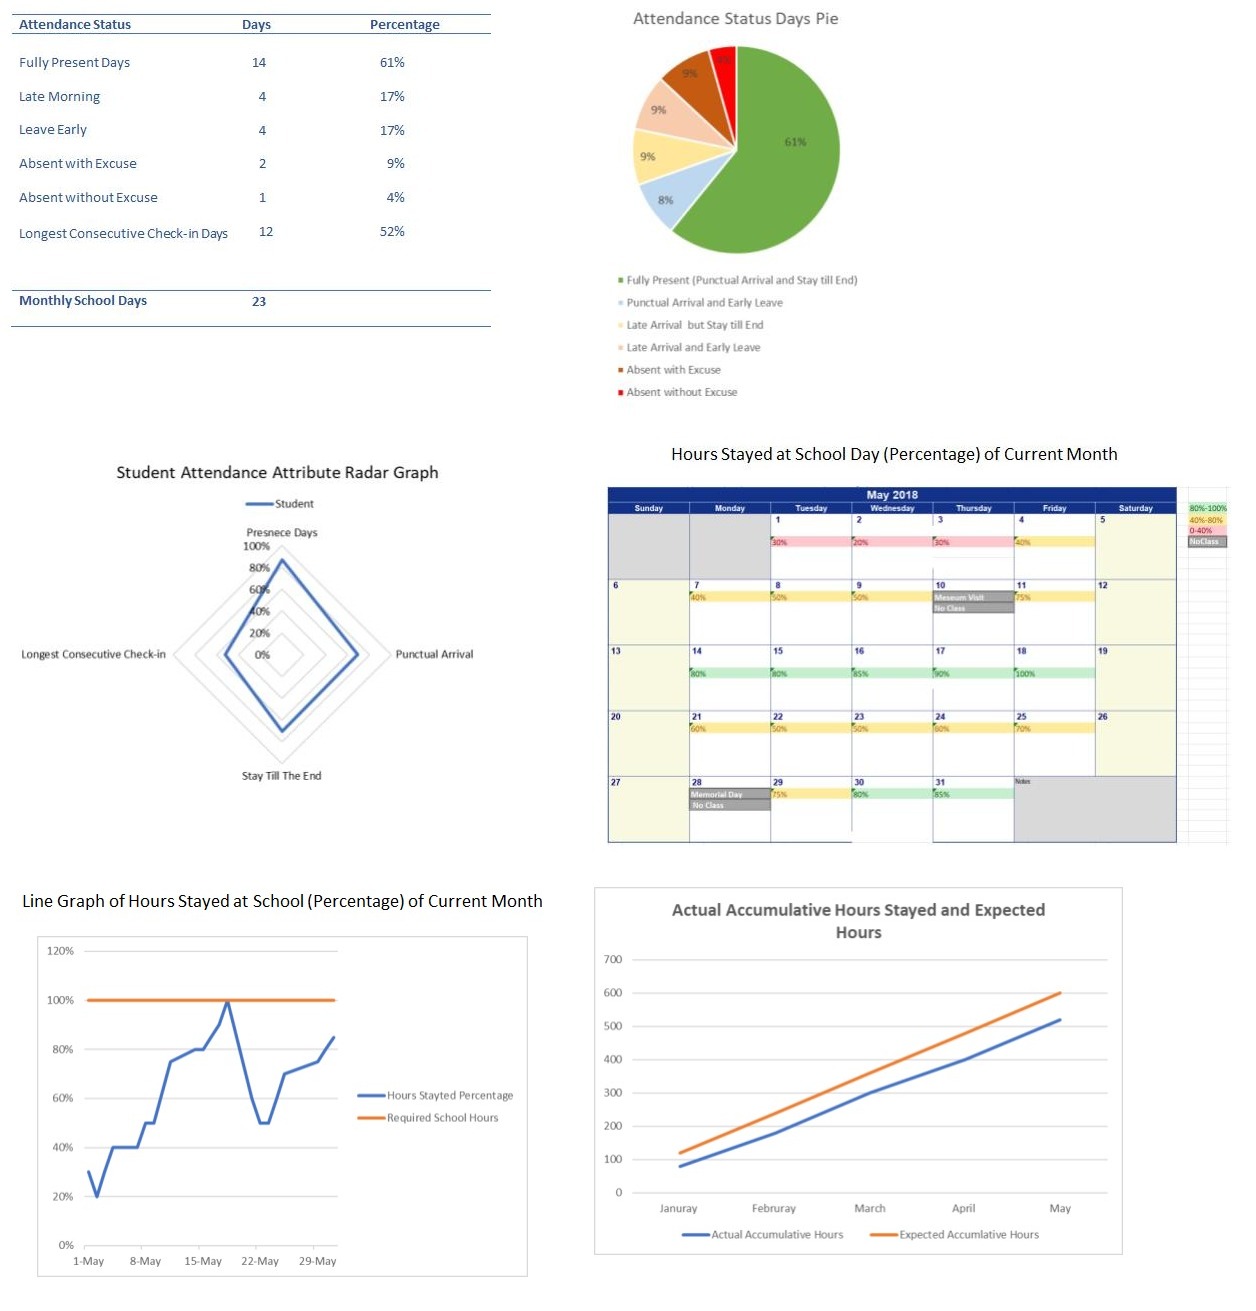 Attendance Status Days Percentage
Fully Present Days 14 61%
Late Morning 4 17%
Leave Early 4 17%
Absent with Excuse 2 9%
Absent without Excuse 1 4%
Longest Consecutive Check-in Days 12 52%
Monthly School Days 23
Attendance Status Days Pie
9%
9%
61%
9%
8%
Fully Present (Punctual Arrival and Stay till End)
Punctual Arrival and Early Leave
Late Arrival but Stay till End
Late Arrival and Early Leave
Absent with Excuse
Absent without Excuse
Student Attendance Attribute Radar Graph
Student
Presnece Days
100%
80%
60%
40%
20%
0%
Longest Consecutive Check-in
Punctual Arrival
Stay Till The End
Hours Stayed at School Day (Percentage) of Current Month
May 2018
Sunday Monday Tuesday Wednesday Thursday Friday Saturday
1 2 3 4 5
30% 20% 30% 40%
6 7 8 9 10 11 12
40% 50% 50% Meseum Visit 75%
No Class
13 14 15 16 17 18 19
80% 80% 85% 90% 100%
20 21 22 23 24 25 26
60% 50% 50% 60% 70%
27 28 29 30 31 Notes
Memorial Day 75% 80% 85%
No Class
80%-100%
40%-80%
0-40%
NoClass
Line Graph of Hours Stayed at School (Percentage) of Current Month
120%
100%
80%
60%
40%
20%
0%
1-May 8-May 15-May 22-May 29-May
Hours Stayted Percentage
Required School Hours
Actual Accumulative Hours Stayed and Expected
Hours
700
600
500
400
300
200
100
0
Januray Februray March April May
Actual Accumulative Hours Expected Accumlative Hours